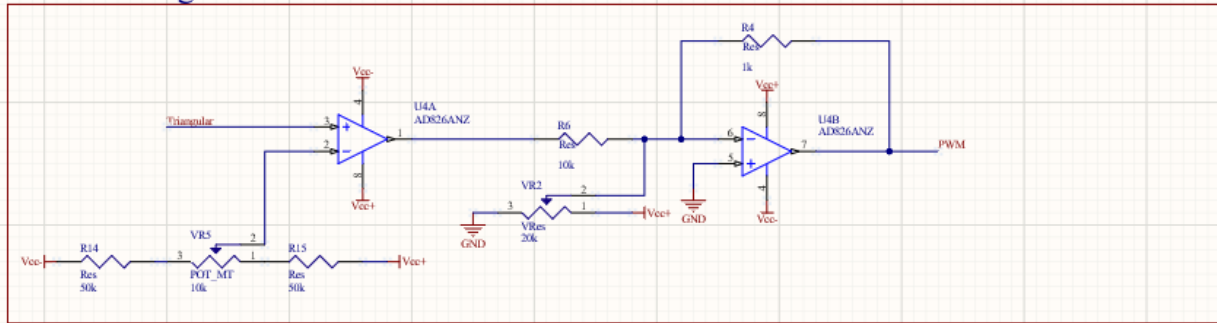 Triangular
3
2
Vcc-
4
8
Vcc+
1
U4A
AD826ANZ
R6
Res
10k
R4
Res
1k
Vcc+
8
6
5
7
4
Vcc-
U4B
AD826ANZ
PWM
GND
VR2
3
2
1
VRes
20k
Vcc+
GND
Vcc-
R14
Res
50k
VR5
3
2
1
POT_MT
10k
R15
Res
50k
Vcc+